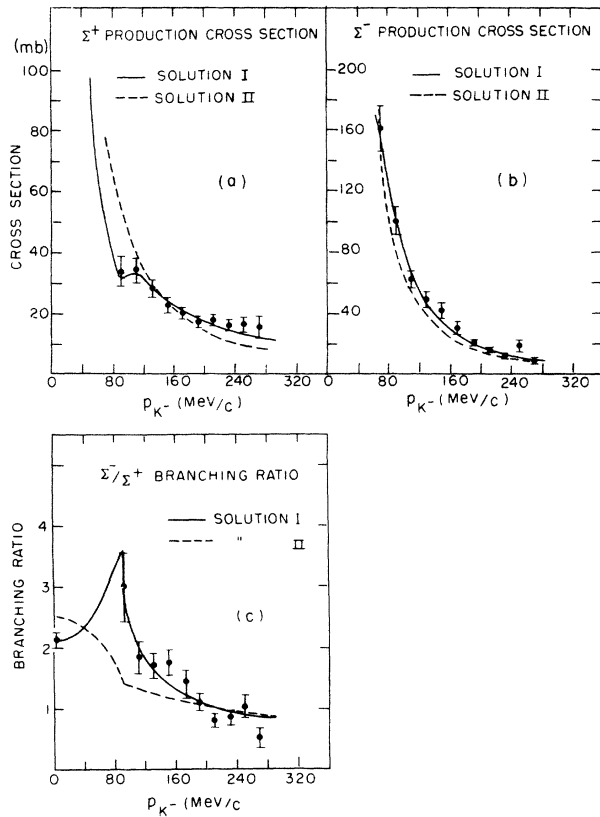 (mb)
Σ+ PRODUCTION CROSS SECTION
SOLUTION I
SOLUTION II
100
80
60
40
20
CROSS SECTION
(a)
0 80 160 240 320
PK- (MeV/c)
Σ- PRODUCTION CROSS SECTION
SOLUTION I
SOLUTION II
200
160
120
80
40
(b)
0 80 160 240 320
PK- (MeV/c)
Σ-/Σ+ BRANCHING RATIO
SOLUTION I
" II
4
3
2
1
BRANCHING RATIO
(c)
0 80 160 240 320
PK- (MeV/c